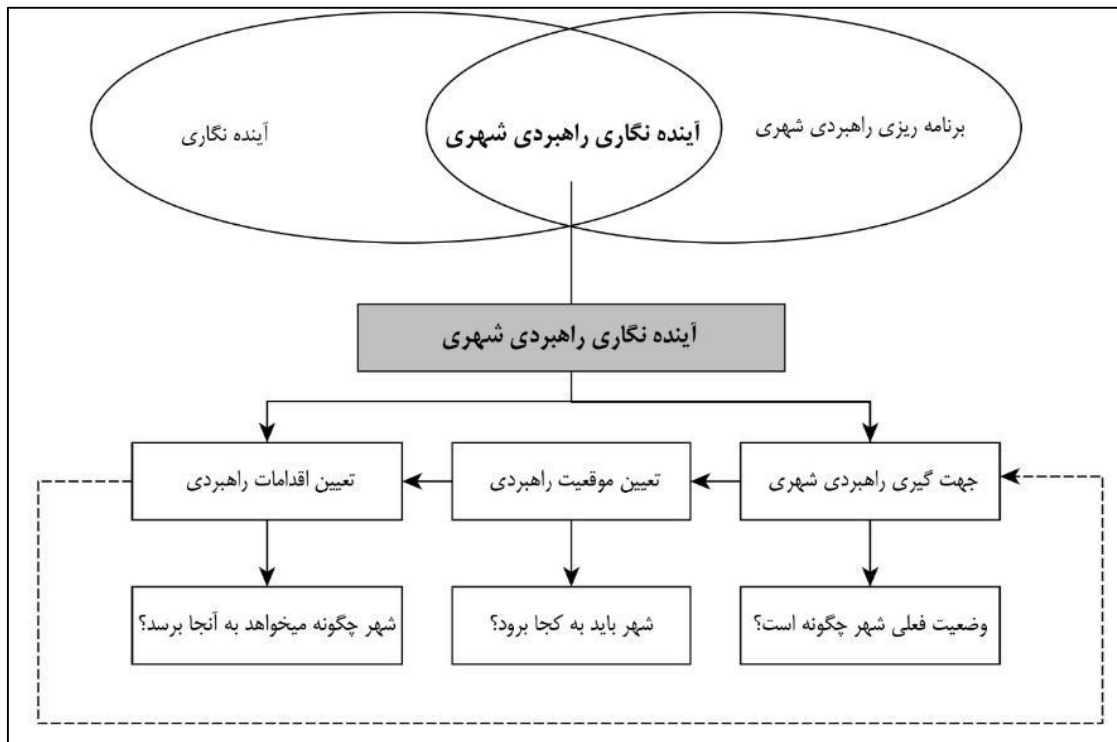 برنامه ریزی راهبردی شهری
آینده نگاری راهبردی شهری
آینده نگاری
آینده نگاری راهبردی شهری
جهت گیری راهبردی شهری
تعیین موقعیت راهبردی
تعیین اقدامات راهبردی
وضعیت فعلی شهر چگونه است؟
شهر باید به کجا برود؟
شهر چگونه میخواهد به آنجا برسد؟